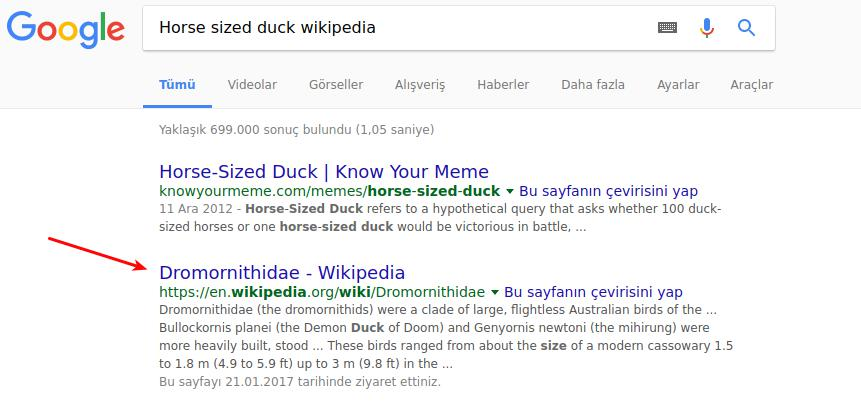 Google
Horse sized duck wikipedia
Tümü Videolar Görseller Alışveriş Haberler Daha fazla Ayarlar Araçlar
Yaklaşık 699.000 sonuç bulundu (1,05 saniye)
Horse-Sized Duck | Know Your Meme
knowyourmeme.com/memes/horse-sized-duck Bu sayfanın çevirisini yap
11 Ara 2012 - Horse-Sized Duck refers to a hypothetical query that asks whether 100 duck-
sized horses or one horse-sized duck would be victorious in battle, ...
Dromornithidae - Wikipedia
https://en.wikipedia.org/wiki/Dromornithidae Bu sayfanın çevirisini yap
Dromornithidae (the dromornithids) were a clade of large, flightless Australian birds of the ...
Bullockornis planei (the Demon Duck of Doom) and Genyornis newtoni (the mihirung) were
more heavily built, stood ... These birds ranged from about the size of a modern cassowary 1.5
to 1.8 m (4.9 to 5.9 ft) up to 3 m (9.8 ft) in the ...
Bu sayfayı 21.01.2017 tarihinde ziyaret ettiniz.